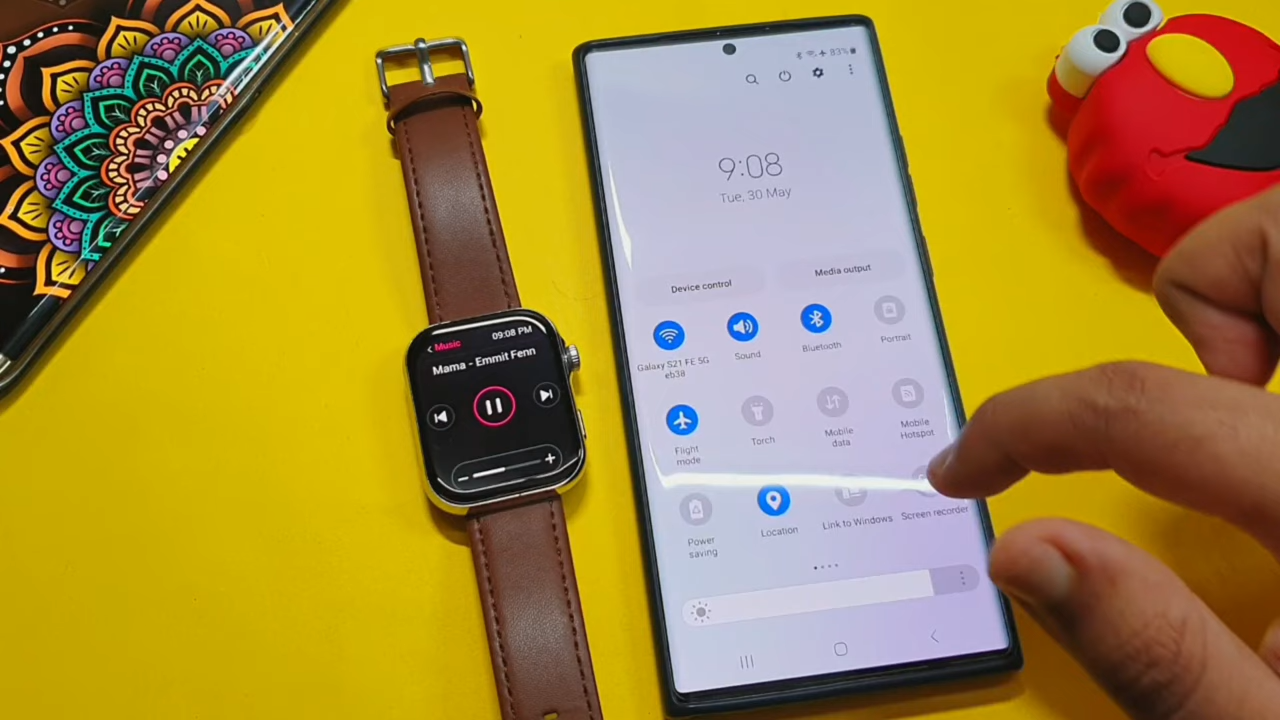 Music
09:08 PM
Mama - Emmit Fenn
83%
9:08
Tue, 30 May
Device control
Media output
Galaxy S21 FE 5G
eb38
Sound
Bluetooth
Portrait
Flight
mode
Torch
Mobile
data
Mobile
Hotspot
Power
saving
Location
Link to Windows
Screen recorder